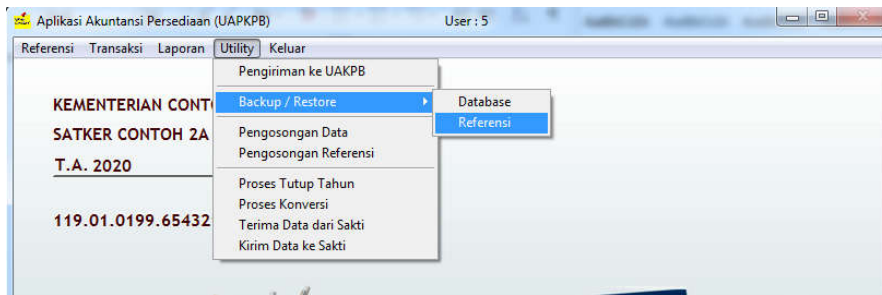 Aplikasi Akuntansi Persediaan (UAPKPB) User : 5
Referensi Transaksi Laporan Utility Keluar
Pengiriman ke UAKPB
Backup / Restore
Database
Referensi
Pengosongan Data
Pengosongan Referensi
Proses Tutup Tahun
Proses Konversi
Terima Data dari Sakti
Kirim Data ke Sakti
KEMENTERIAN CONT
SATKER CONTOH 2A
T.A. 2020
119.01.0199.65432